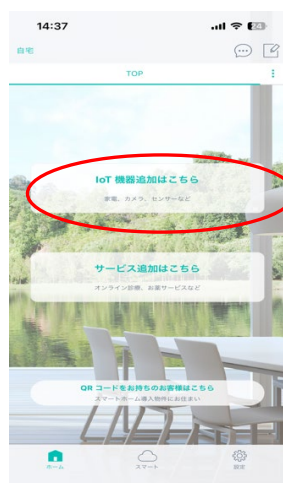 14:37
24
自宅
TOP
IoT 機器追加はこちら
家電、カメラ、センサーなど
サービス追加はこちら
オンライン診療、お薬サービスなど
QR コードをお持ちのお客様はこちら
スマートホーム導入物件にお住まい
ホーム
スマート
設定